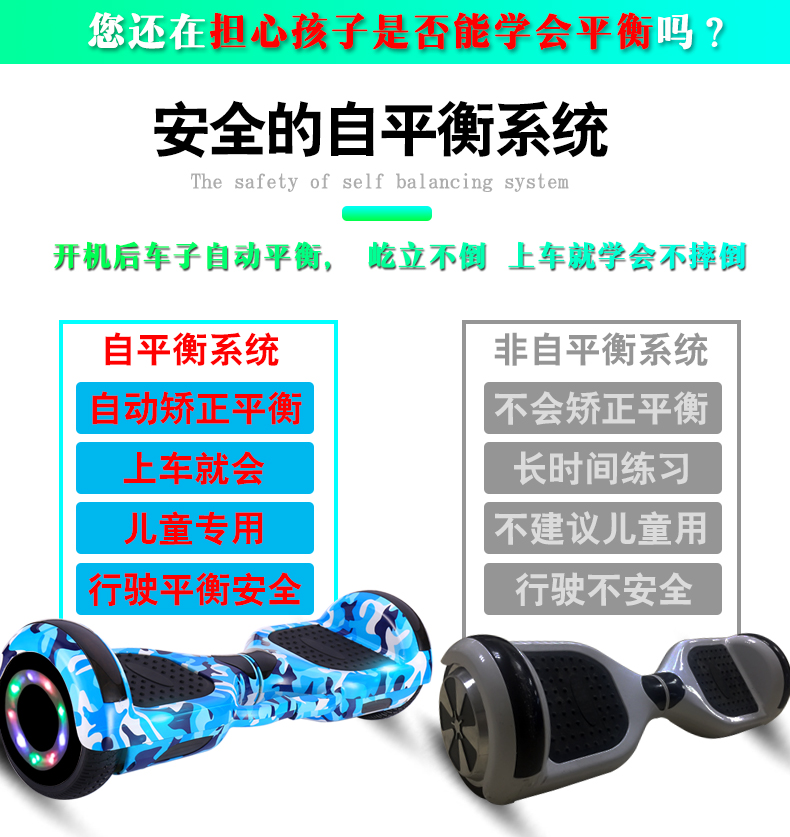 您还在担心孩子是否能学会平衡吗？
安全的自平衡系统
The safety of self balancing system
开机后车子自动平衡， 屹立不倒 上车就学会不摔倒
自平衡系统
自动矫正平衡
上车就会
儿童专用
行驶平衡安全
非自平衡系统
不会矫正平衡
长时间练习
不建议儿童用
行驶不安全